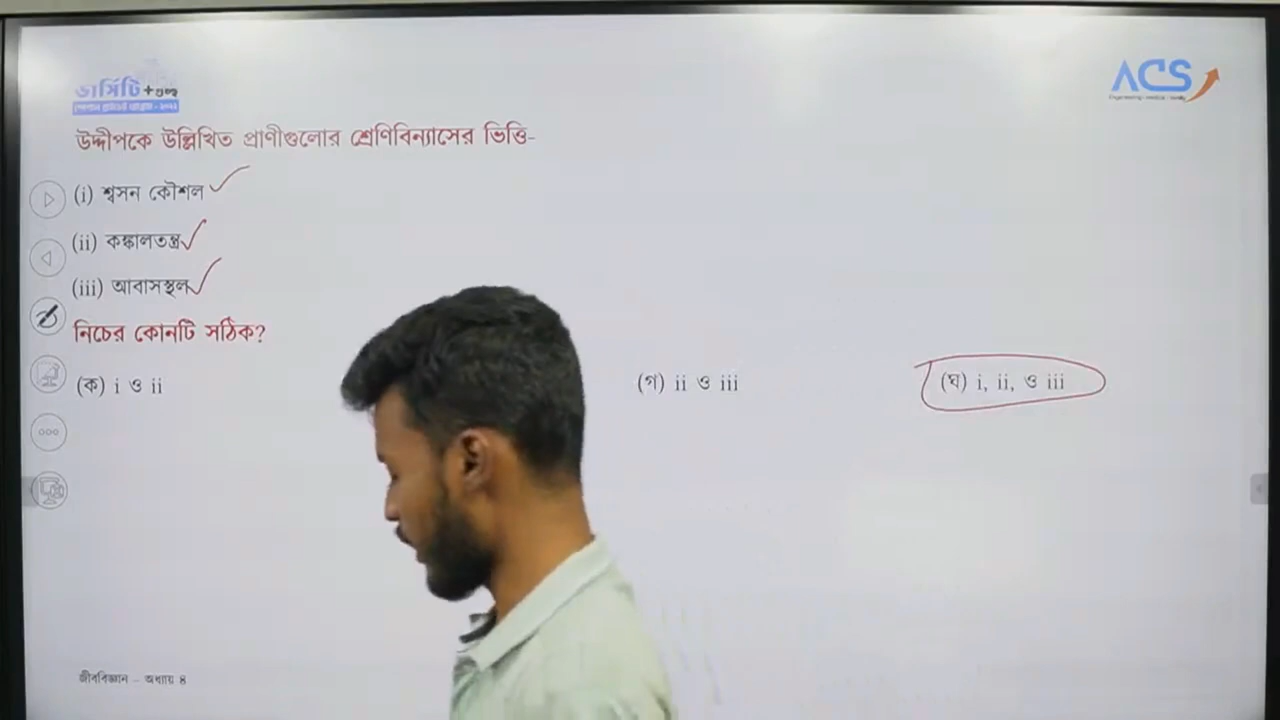 ভার্সিটি +গুচ্ছ
ACS
উদ্দীপকে উল্লিখিত প্রাণীগুলোর শ্রেণিবিন্যাসের ভিত্তি-
(i) শ্বসন কৌশল
(ii) কঙ্কালতন্ত্র
(iii) আবাসস্থল
নিচের কোনটি সঠিক?
(ক) i ও ii (গ) ii ও iii (ঘ) i, ii, ও iii
জীববিজ্ঞান – অধ্যায় ৪